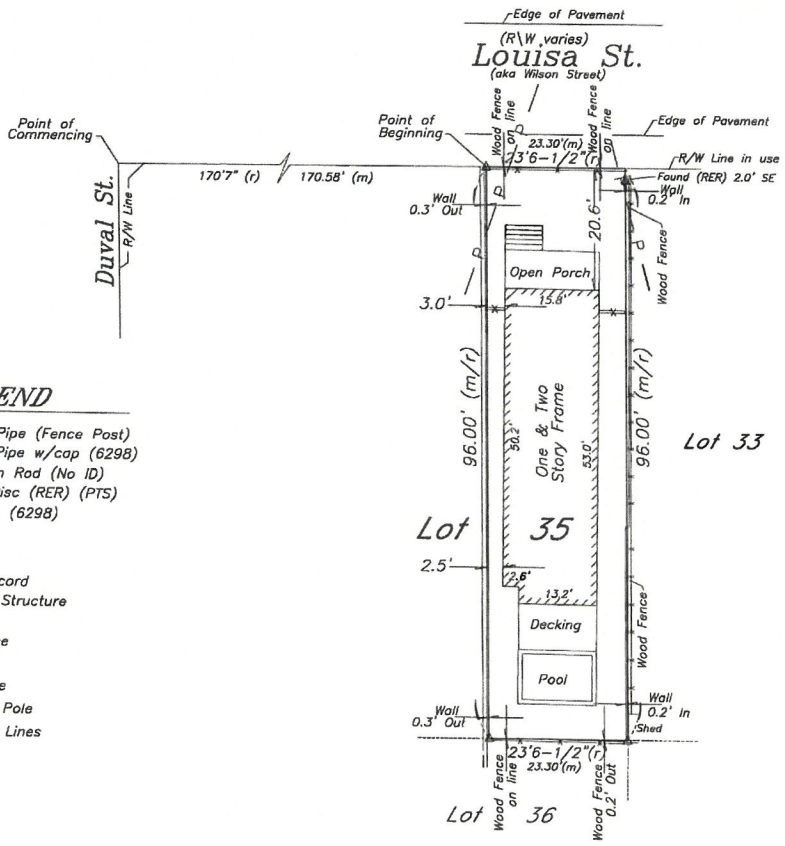 Edge of Pavement
(R\W varies)
Louisa St.
(aka Wilson Street)
Point of
Commencing
Point of
Beginning
Wood Fence
on line
Wood Fence
on line
Edge of Pavement
23.30'(m)
23'6-1/2"(r)
R/W Line in use
170'7" (r)
170.58' (m)
Found (RER) 2.0' SE
Duval St.
R/W Line
Wall
0.3' Out
Wall
0.2' In
20.6'
Wood Fence
Open Porch
3.0'
15.8'
96.00' (m/r)
50.2'
One & Two
Story Frame
53.0'
96.00' (m/r)
Lot 33
END
Pipe (Fence Post)
Pipe w/cap (6298)
n Rod (No ID)
isc (RER) (PTS)
(6298)
Lot 35
2.5'
2.6'
13.2'
cord
Structure
e
e
Pole
Lines
Decking
Wood Fence
Pool
Wall
0.3' Out
Wall
0.2' In
Shed
23'6-1/2"(r)
23.30'(m)
Wood Fence
on line
Wood Fence
0.2' Out
Lot 36